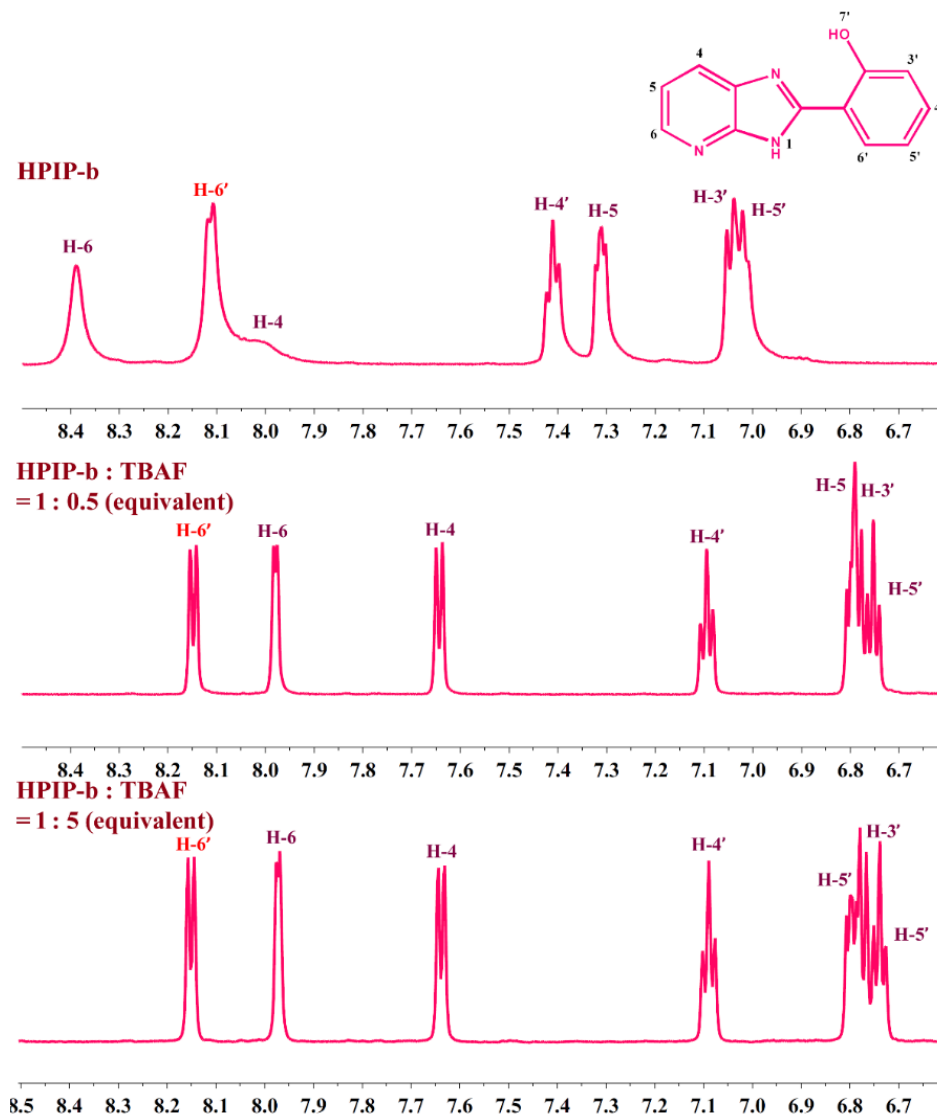 HO
7'
4
3'
N
5
4
6
N
N
H
1
6'
5'
HPIP-b
H-6
H-6'
H-4
H-4'
H-5
H-3'
H-5'
8.4 8.3 8.2 8.1 8.0 7.9 7.8 7.7 7.6 7.5 7.4 7.3 7.2 7.1 7.0 6.9 6.8 6.7
HPIP-b : TBAF
= 1 : 0.5 (equivalent)
H-6'
H-6
H-4
H-4'
H-5
H-3'
H-5'
8.4 8.3 8.2 8.1 8.0 7.9 7.8 7.7 7.6 7.5 7.4 7.3 7.2 7.1 7.0 6.9 6.8 6.7
HPIP-b : TBAF
= 1 : 5 (equivalent)
H-6'
H-6
H-4
H-4'
H-5'
H-3'
H-5'
8.5 8.4 8.3 8.2 8.1 8.0 7.9 7.8 7.7 7.6 7.5 7.4 7.3 7.2 7.1 7.0 6.9 6.8 6.7